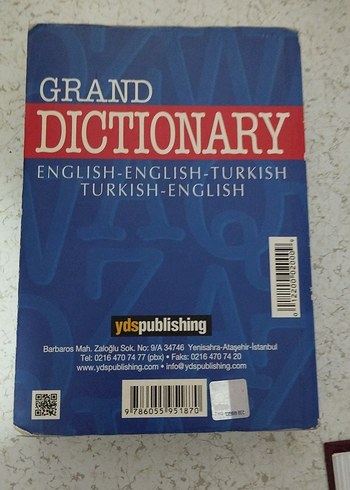 GRAND
DICTIONARY
ENGLISH-ENGLISH-TURKISH
TURKISH-ENGLISH
ydspublishing
Barbaros Mah. Zaloğlu Sok. No: 9/A 34746 Yenisahra-Ataşehir-İstanbul
Tel: 0216 470 74 77 (pbx) • Faks: 0216 470 74 20
www.ydspublishing.com • info@ydspublishing.com
9 786055 951870